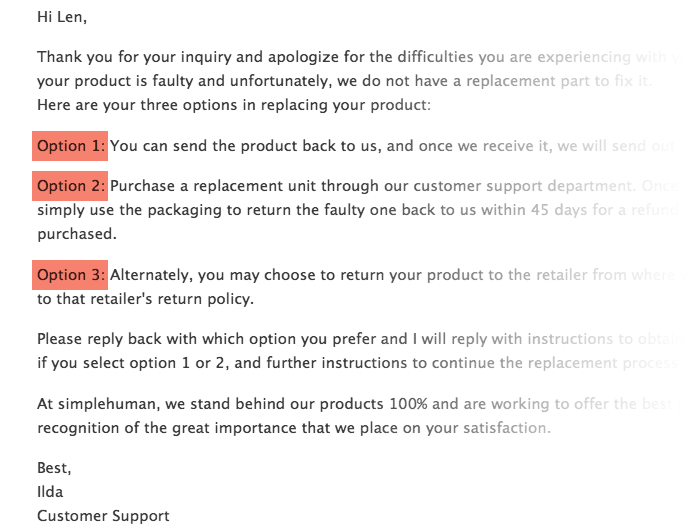 Hi Len,
Thank you for your inquiry and apologize for the difficulties you are experiencing with
your product is faulty and unfortunately, we do not have a replacement part to fix it.
Here are your three options in replacing your product:
Option 1: You can send the product back to us, and once we receive it, we will send out
Option 2: Purchase a replacement unit through our customer support department. Once
simply use the packaging to return the faulty one back to us within 45 days for a refund
purchased.
Option 3: Alternately, you may choose to return your product to the retailer from where
to that retailer's return policy.
Please reply back with which option you prefer and I will reply with instructions to obtain
if you select option 1 or 2, and further instructions to continue the replacement process
At simplehuman, we stand behind our products 100% and are working to offer the best
recognition of the great importance that we place on your satisfaction.
Best,
Ilda
Customer Support